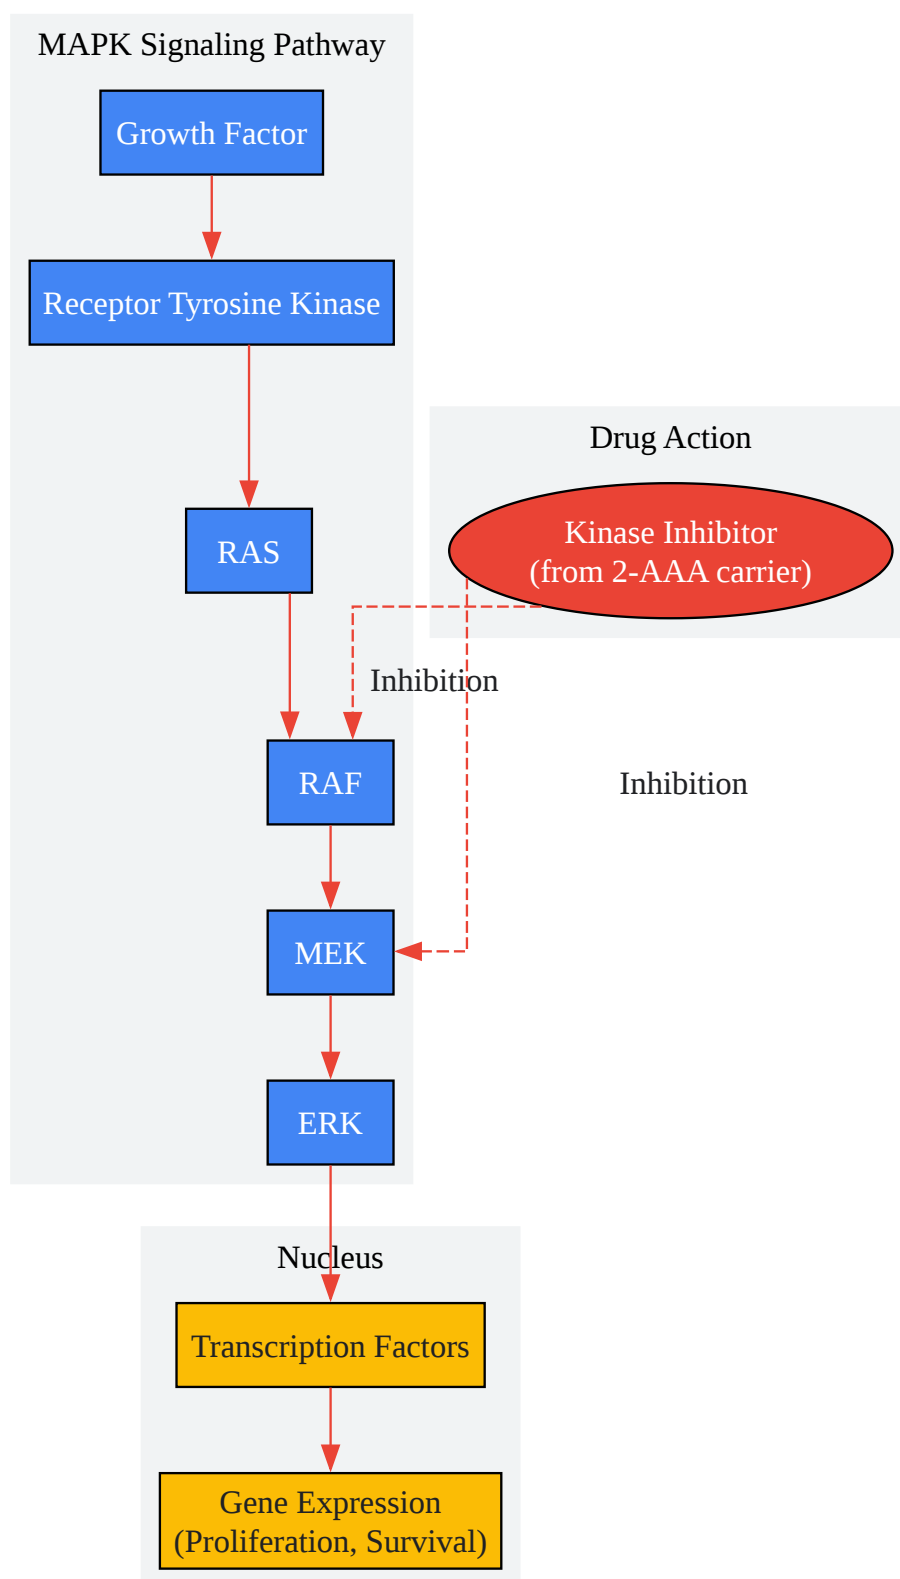 MAPK Signaling Pathway
Growth Factor
Receptor Tyrosine Kinase
Drug Action
RAS
Kinase Inhibitor
(from 2-AAA carrier)
Inhibition
RAF
Inhibition
MEK
ERK
Nucleus
Transcription Factors
Gene Expression
(Proliferation, Survival)